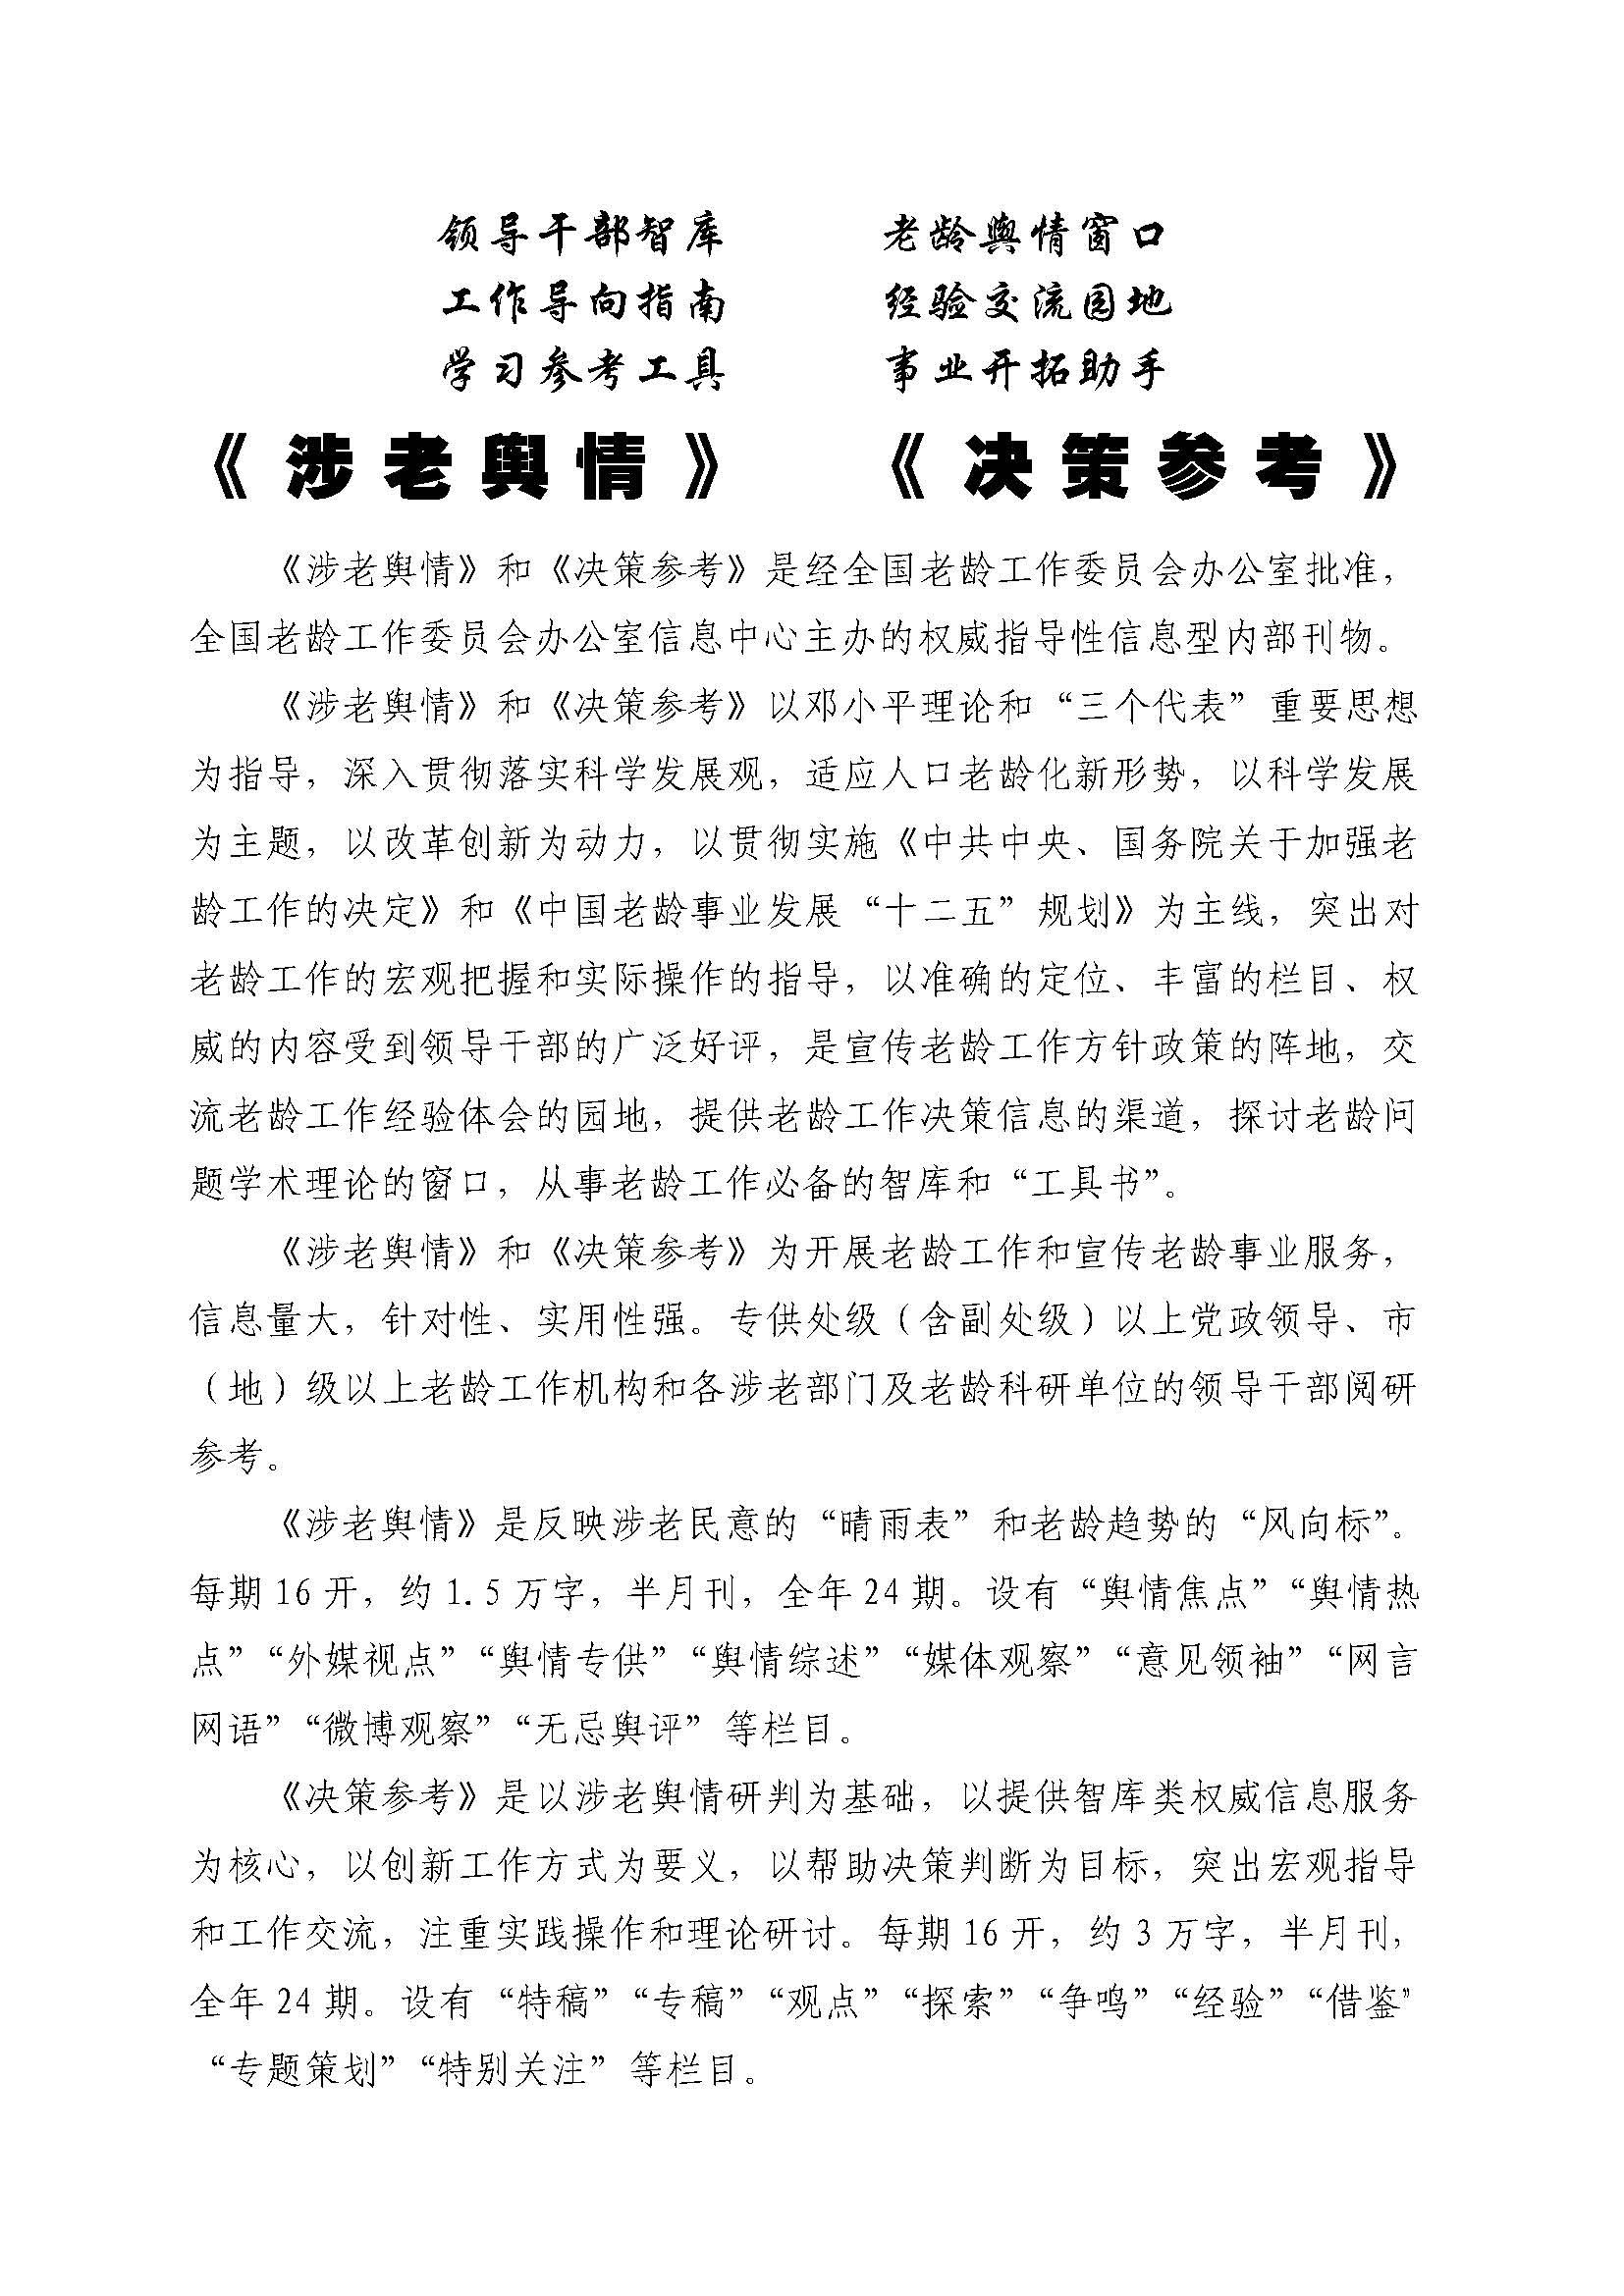 领导干部智库 老龄舆情窗口
工作导向指南 经验交流园地
学习参考工具 事业开拓助手
《涉老舆情》 《决策参考》
《涉老舆情》和《决策参考》是经全国老龄工作委员会办公室批准，
全国老龄工作委员会办公室信息中心主办的权威指导性信息型内部刊物。
《涉老舆情》和《决策参考》以邓小平理论和“三个代表”重要思想
为指导，深入贯彻落实科学发展观，适应人口老龄化新形势，以科学发展
为主题，以改革创新为动力，以贯彻实施《中共中央、国务院关于加强老
龄工作的决定》和《中国老龄事业发展“十二五”规划》为主线，突出对
老龄工作的宏观把握和实际操作的指导，以准确的定位、丰富的栏目、权
威的内容受到领导干部的广泛好评，是宣传老龄工作方针政策的阵地，交
流老龄工作经验体会的园地，提供老龄工作决策信息的渠道，探讨老龄问
题学术理论的窗口，从事老龄工作必备的智库和“工具书”。
《涉老舆情》和《决策参考》为开展老龄工作和宣传老龄事业服务，
信息量大，针对性、实用性强。专供处级（含副处级）以上党政领导、市
（地）级以上老龄工作机构和各涉老部门及老龄科研单位的领导干部阅研
参考。
《涉老舆情》是反映涉老民意的“晴雨表”和老龄趋势的“风向标”。
每期16开，约1.5万字，半月刊，全年24期。设有“舆情焦点”“舆情热
点”“外媒视点”“舆情专供”“舆情综述”“媒体观察”“意见领袖”“网言
网语”“微博观察”“无忌舆评”等栏目。
《决策参考》是以涉老舆情研判为基础，以提供智库类权威信息服务
为核心，以创新工作方式为要义，以帮助决策判断为目标，突出宏观指导
和工作交流，注重实践操作和理论研讨。每期16开，约3万字，半月刊，
全年24期。设有“特稿”“专稿”“观点”“探索”“争鸣”“经验”“借鉴”
“专题策划”“特别关注”等栏目。